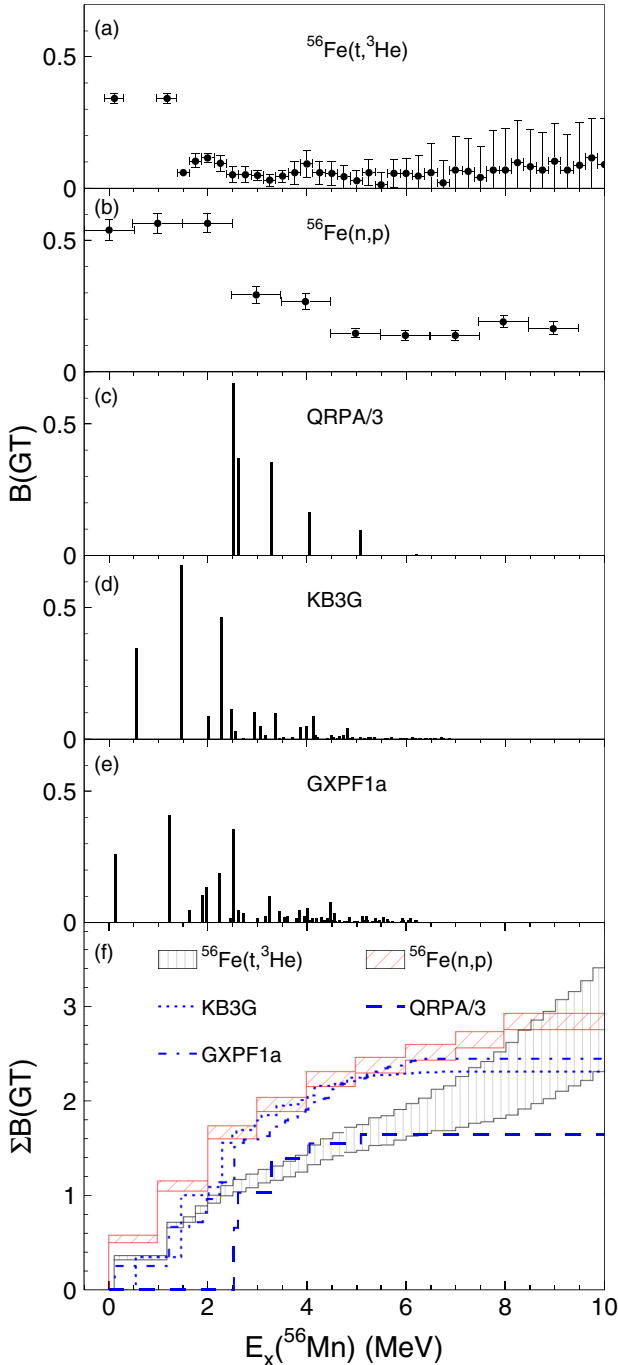 (a)
⁵⁶Fe(t,³He)
0.5
0
(b)
⁵⁶Fe(n,p)
0.5
0
(c)
QRPA/3
0.5
0
B(GT)
(d)
KB3G
0.5
0
(e)
GXPF1a
0.5
0
(f)
⁵⁶Fe(t,³He)
⁵⁶Fe(n,p)
KB3G
QRPA/3
GXPF1a
3
2
1
0
ΣB(GT)
0 2 4 6 8 10
Eₓ(⁵⁶Mn) (MeV)